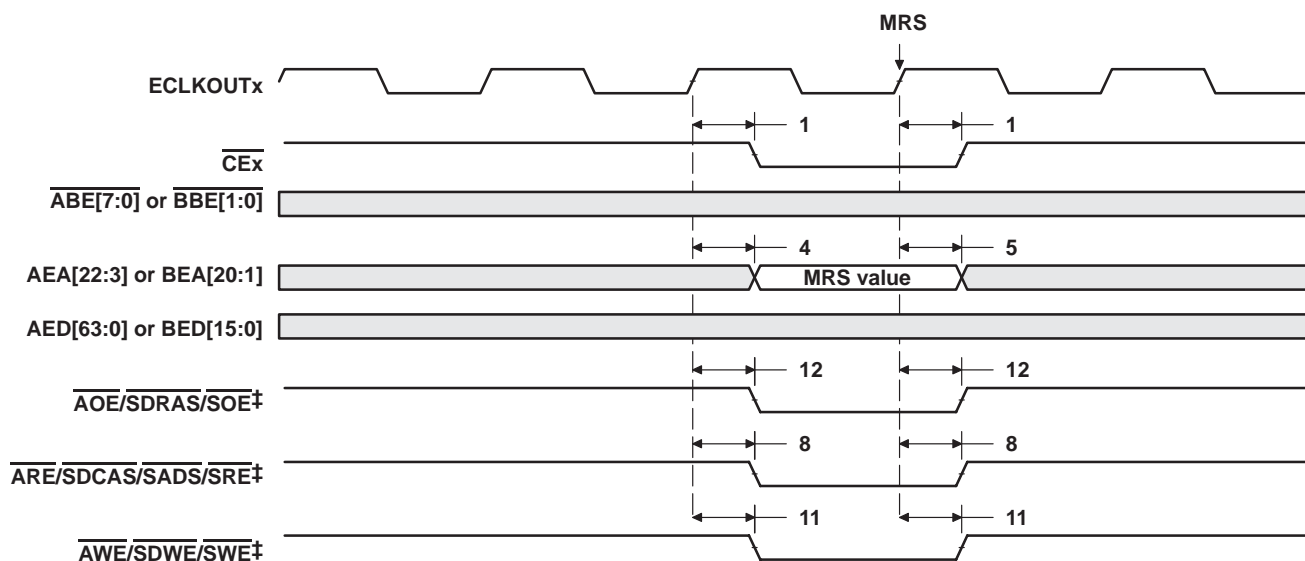 MRS
ECLKOUTx
1 1
CEx
ABE[7:0] or BBE[1:0]
4 5
AEA[22:3] or BEA[20:1] MRS value
AED[63:0] or BED[15:0]
12 12
AOE/SDRAS/SOE‡
8 8
ARE/SDCAS/SADS/SRE‡
11 11
AWE/SDWE/SWE‡